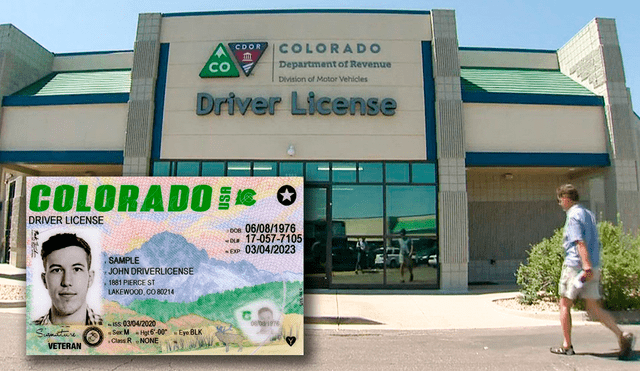 CDOR
CO
COLORADO
Department of Revenue
Division of Motor Vehicles
Driver License
COLORADO USA
DRIVER LICENSE
DOB 06/08/1976
DL# 17-057-7105
EXP 03/04/2023
SAMPLE
JOHN DRIVERLICENSE
1881 PIERCE ST
LAKEWOOD, CO 80214
ISS 03/04/2020
Sex M Hgt 6'-00" Eye BLK
Class R NONE
Signature
VETERAN